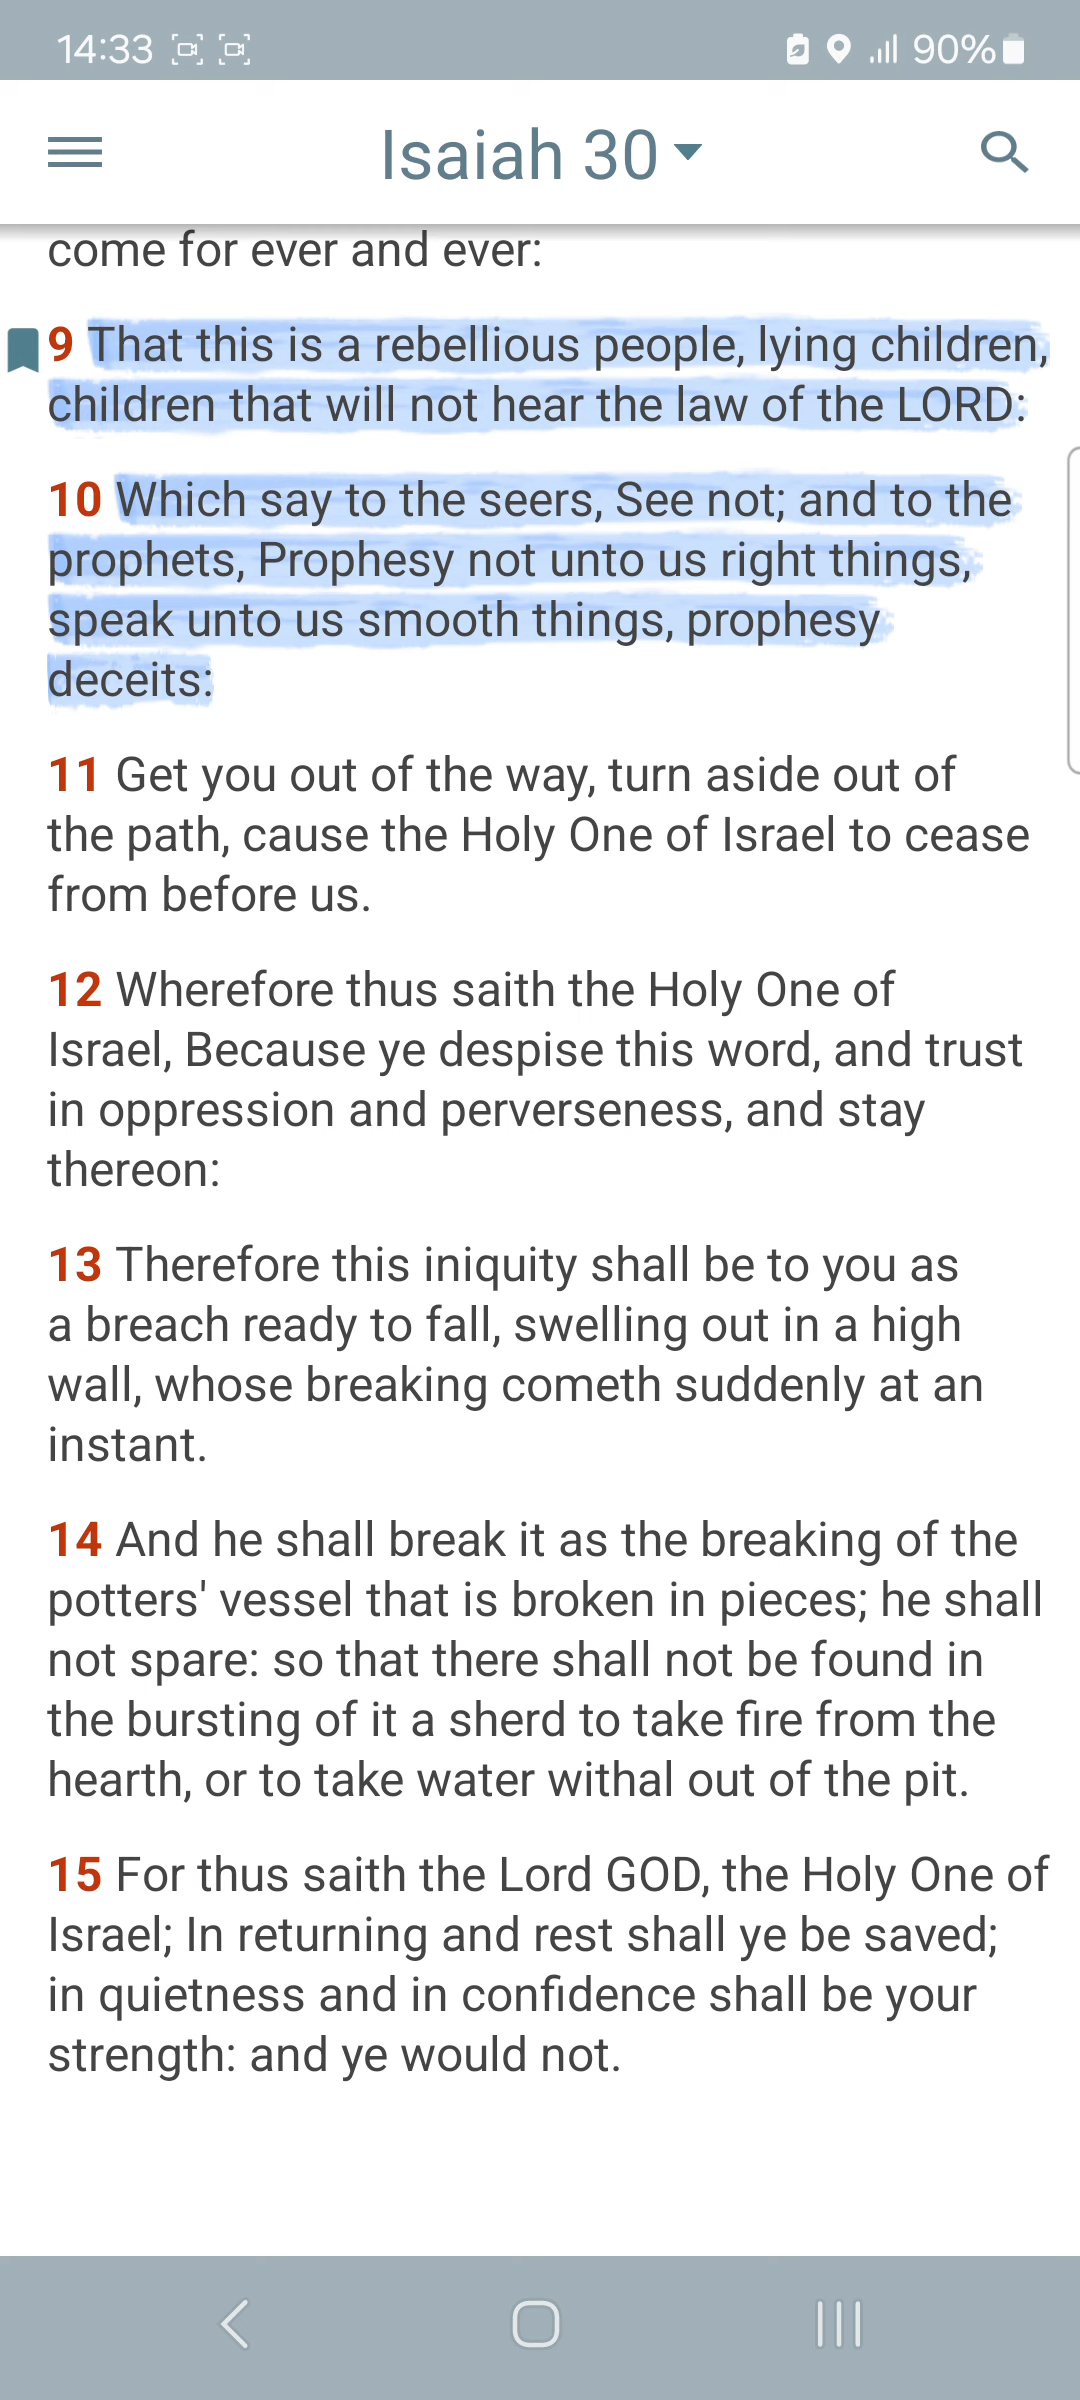 14:33
90%
Isaiah 30
come for ever and ever:
9 That this is a rebellious people, lying children,
children that will not hear the law of the LORD:
10 Which say to the seers, See not; and to the
prophets, Prophesy not unto us right things,
speak unto us smooth things, prophesy
deceits:
11 Get you out of the way, turn aside out of
the path, cause the Holy One of Israel to cease
from before us.
12 Wherefore thus saith the Holy One of
Israel, Because ye despise this word, and trust
in oppression and perverseness, and stay
thereon:
13 Therefore this iniquity shall be to you as
a breach ready to fall, swelling out in a high
wall, whose breaking cometh suddenly at an
instant.
14 And he shall break it as the breaking of the
potters' vessel that is broken in pieces; he shall
not spare: so that there shall not be found in
the bursting of it a sherd to take fire from the
hearth, or to take water withal out of the pit.
15 For thus saith the Lord GOD, the Holy One of
Israel; In returning and rest shall ye be saved;
in quietness and in confidence shall be your
strength: and ye would not.